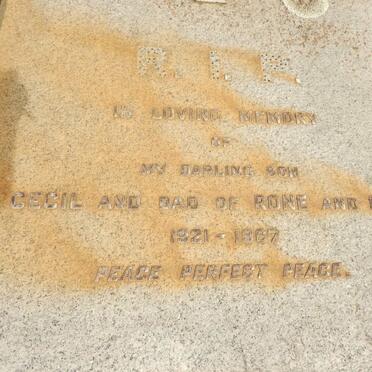 R.I.P.
IN LOVING MEMORY
OF
MY DARLING SON
CECIL AND DAD OF RONE AND
1921 - 1967
PEACE PERFECT PEACE.